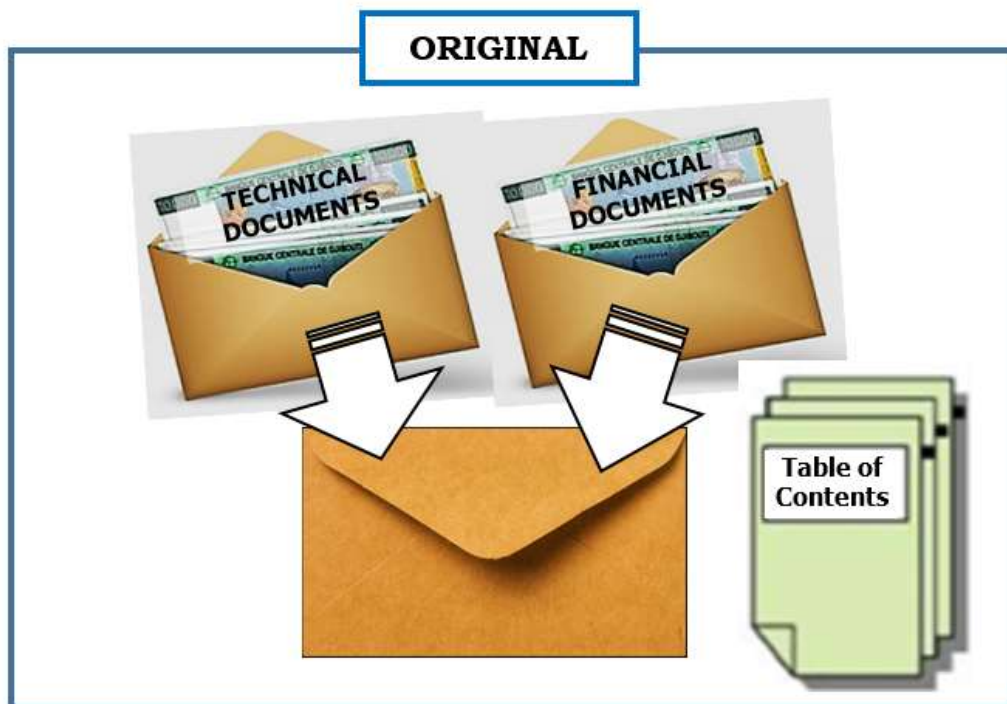 ORIGINAL
TECHNICAL
DOCUMENTS
BANQUE CENTRALE DE DJIBOUTI
FINANCIAL
DOCUMENTS
BANQUE CENTRALE DE DJIBOUTI
Table of
Contents